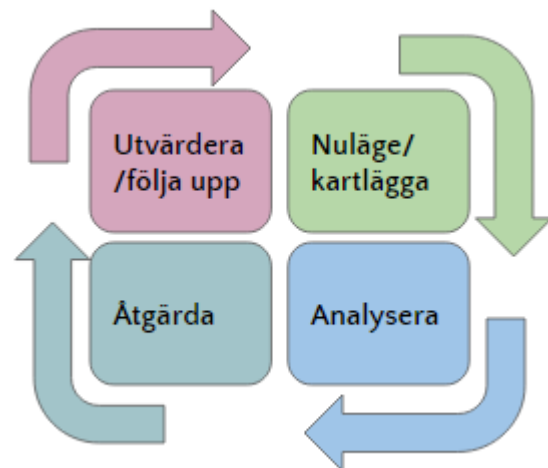 Utvärdera
/följa upp
Nuläge/
kartlägga
Åtgärda
Analysera